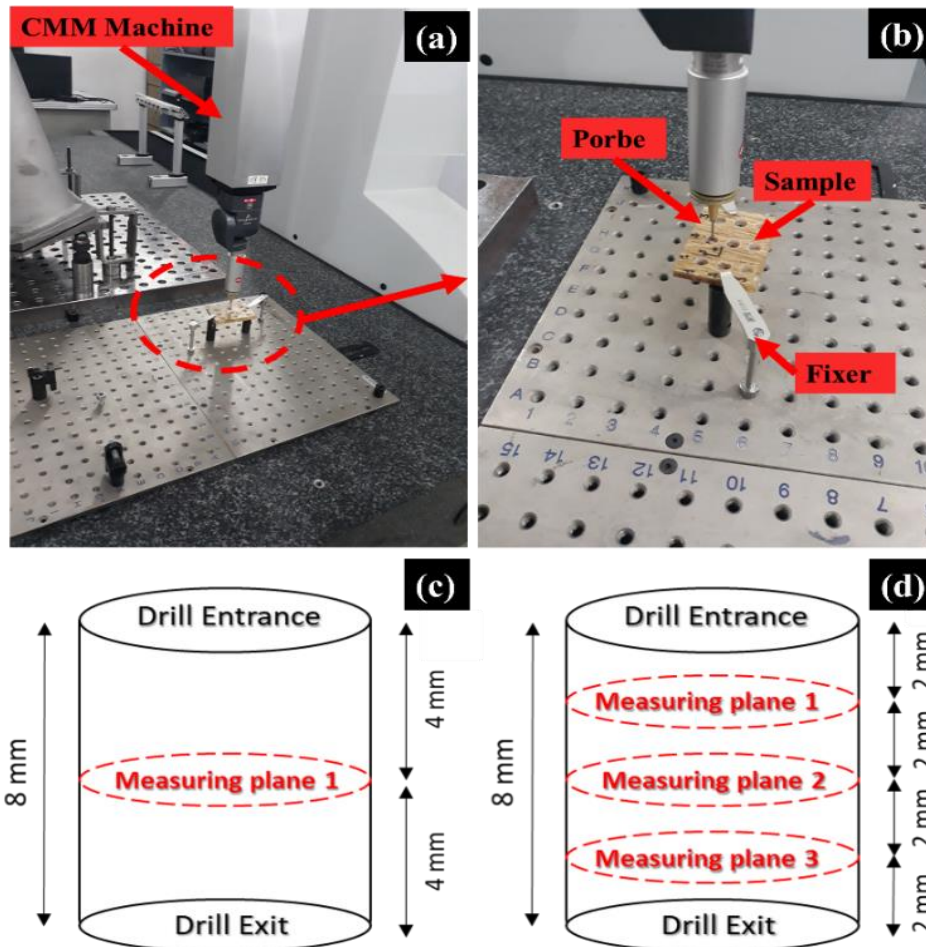 CMM Machine
(a)
(b)
Porbe
Sample
Fixer
H
G
F
E
D
C
B
A
1 2 3 4 5 6 7 8 9 10
15 14 13 12 11 10 9 8 7
(c)
Drill Entrance
Measuring plane 1
Drill Exit
8 mm
4 mm
4 mm
(d)
Drill Entrance
Measuring plane 1
Measuring plane 2
Measuring plane 3
Drill Exit
8 mm
2 mm
2 mm
2 mm
2 mm